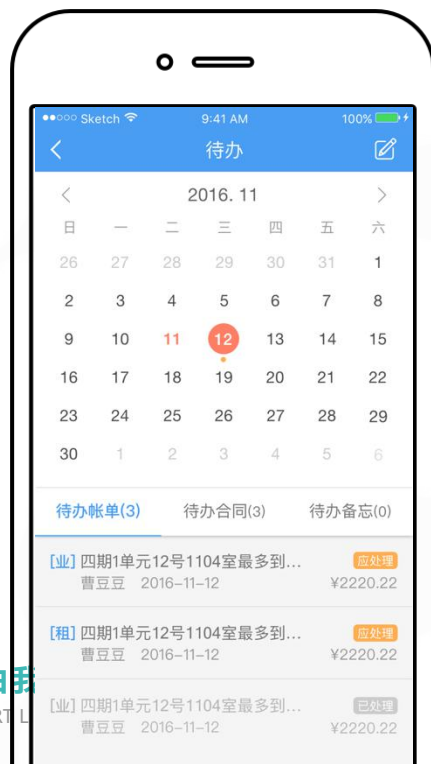 Sketch 9:41 AM 100%
待办
2016. 11
日 一 二 三 四 五 六
26 27 28 29 30 31 1
2 3 4 5 6 7 8
9 10 11 12 13 14 15
16 17 18 19 20 21 22
23 24 25 26 27 28 29
30 1 2 3 4 5 6
待办帐单(3) 待办合同(3) 待办备忘(0)
[业] 四期1单元12号1104室最多到... 应处理
曹豆豆 2016–11–12 ¥2220.22
[租] 四期1单元12号1104室最多到... 应处理
曹豆豆 2016–11–12 ¥2220.22
[业] 四期1单元12号1104室最多到... 已处理
曹豆豆 2016–11–12 ¥2220.22